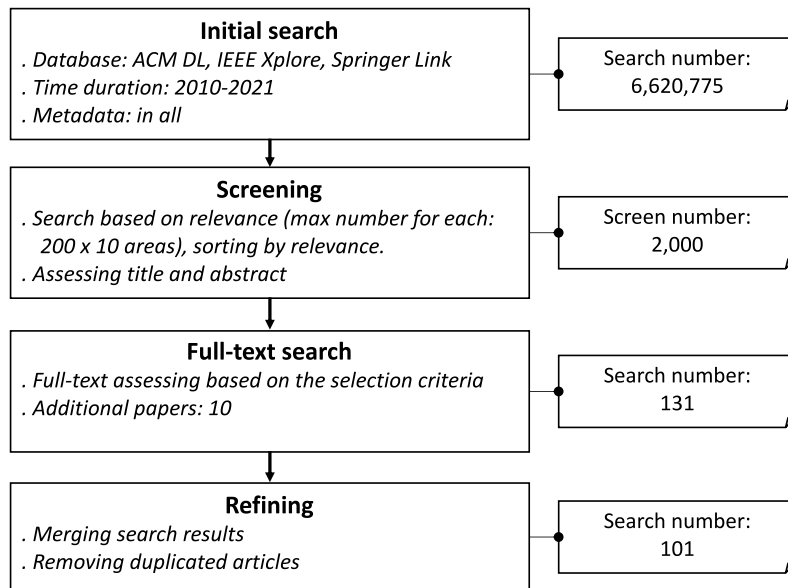 Initial search
. Database: ACM DL, IEEE Xplore, Springer Link
. Time duration: 2010-2021
. Metadata: in all
Search number:
6,620,775
Screening
. Search based on relevance (max number for each:
200 x 10 areas), sorting by relevance.
. Assessing title and abstract
Screen number:
2,000
Full-text search
. Full-text assessing based on the selection criteria
. Additional papers: 10
Search number:
131
Refining
. Merging search results
. Removing duplicated articles
Search number:
101